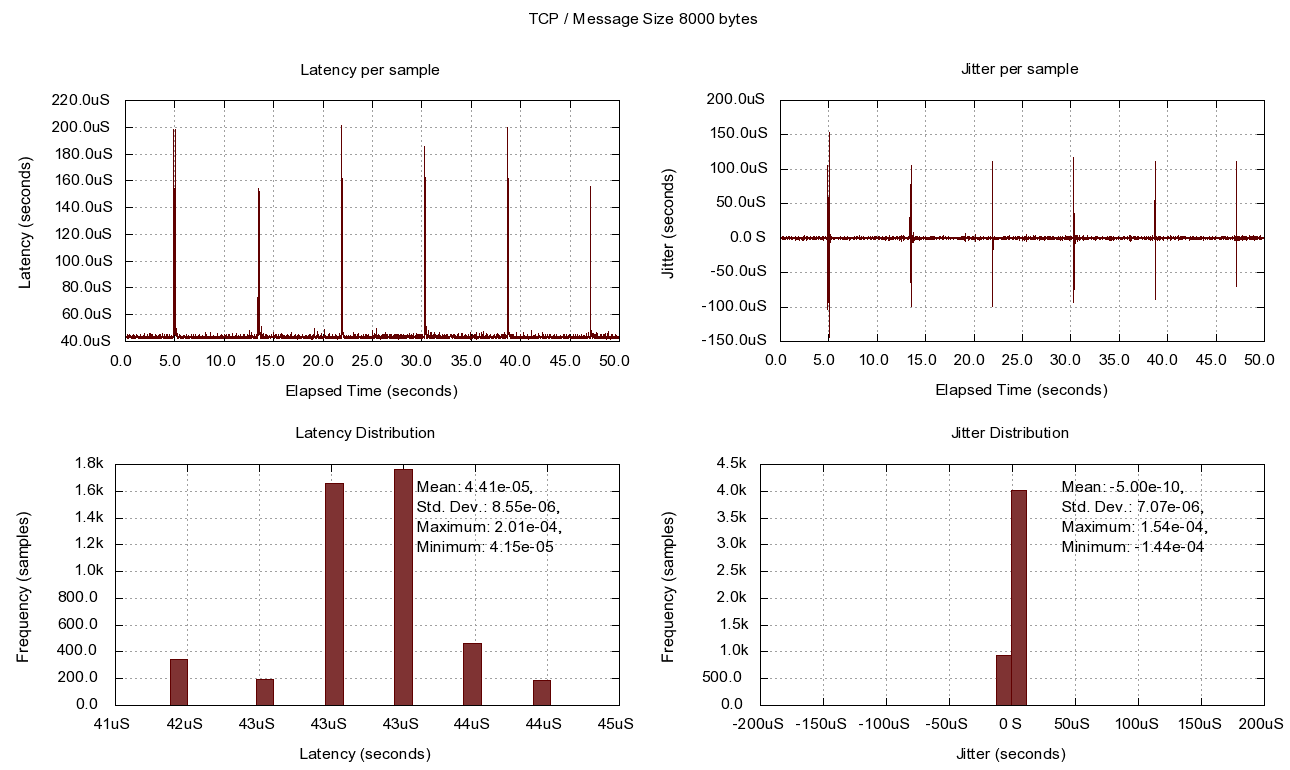 TCP / Message Size 8000 bytes
Latency per sample
Latency (seconds)
220.0uS
200.0uS
180.0uS
160.0uS
140.0uS
120.0uS
100.0uS
80.0uS
60.0uS
40.0uS
0.0 5.0 10.0 15.0 20.0 25.0 30.0 35.0 40.0 45.0 50.0
Elapsed Time (seconds)
Jitter per sample
Jitter (seconds)
200.0uS
150.0uS
100.0uS
50.0uS
0.0 S
-50.0uS
-100.0uS
-150.0uS
0.0 5.0 10.0 15.0 20.0 25.0 30.0 35.0 40.0 45.0 50.0
Elapsed Time (seconds)
Latency Distribution
Frequency (samples)
1.8k
1.6k
1.4k
1.2k
1.0k
800.0
600.0
400.0
200.0
0.0
Mean: 4.41e-05,
Std. Dev.: 8.55e-06,
Maximum: 2.01e-04,
Minimum: 4.15e-05
41uS 42uS 43uS 43uS 43uS 44uS 44uS 45uS
Latency (seconds)
Jitter Distribution
Frequency (samples)
4.5k
4.0k
3.5k
3.0k
2.5k
2.0k
1.5k
1.0k
500.0
0.0
Mean: -5.00e-10,
Std. Dev.: 7.07e-06,
Maximum: 1.54e-04,
Minimum: -1.44e-04
-200uS -150uS -100uS -50uS 0 S 50uS 100uS 150uS 200uS
Jitter (seconds)